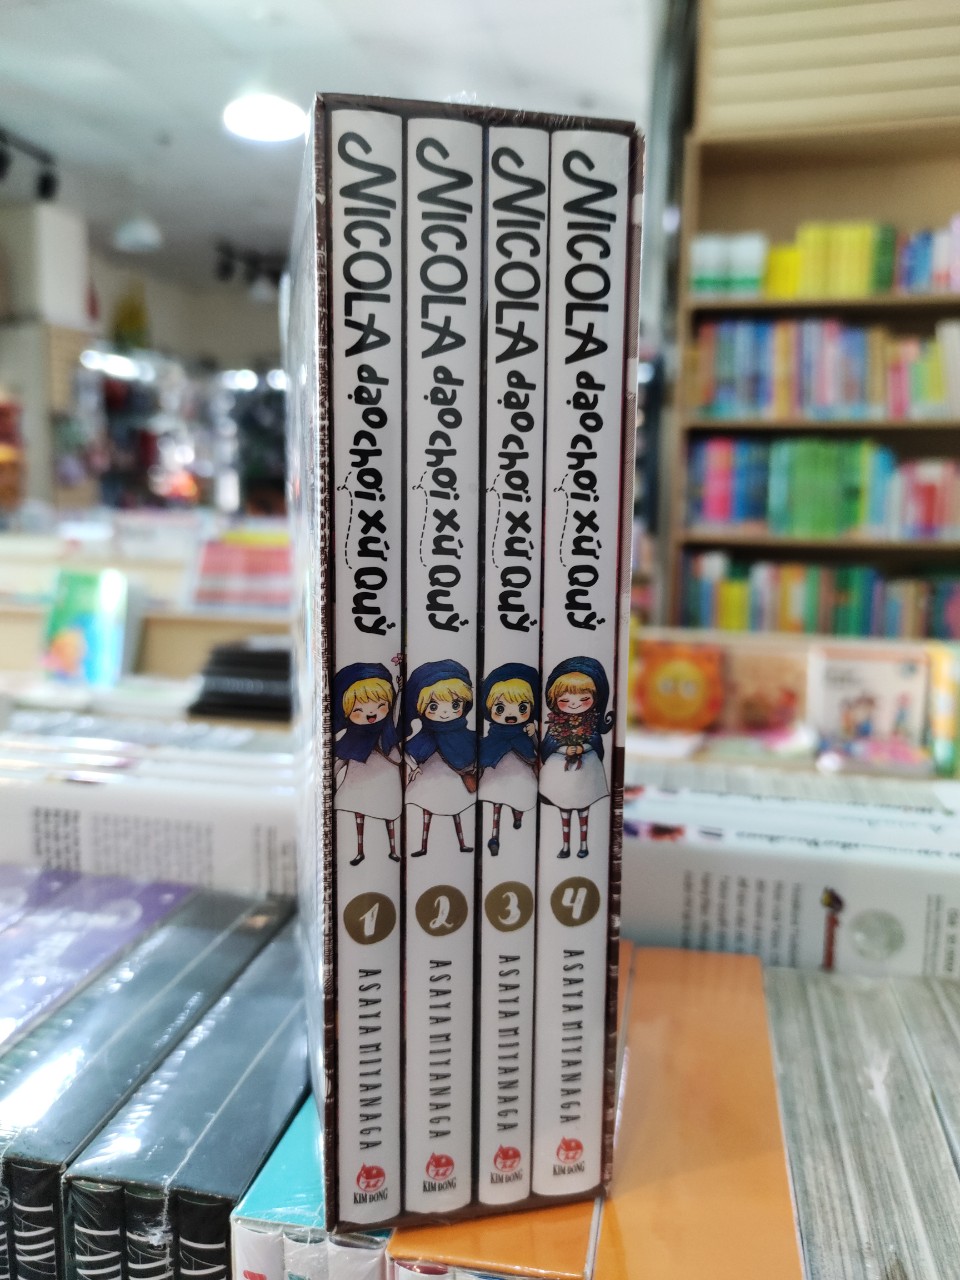 NICOLA dạo chơi xứ Quỷ
1
ASAYA MIYANAGA
KIM ĐỒNG
NICOLA dạo chơi xứ Quỷ
2
ASAYA MIYANAGA
KIM ĐỒNG
NICOLA dạo chơi xứ Quỷ
3
ASAYA MIYANAGA
KIM ĐỒNG
NICOLA dạo chơi xứ Quỷ
4
ASAYA MIYANAGA
KIM ĐỒNG